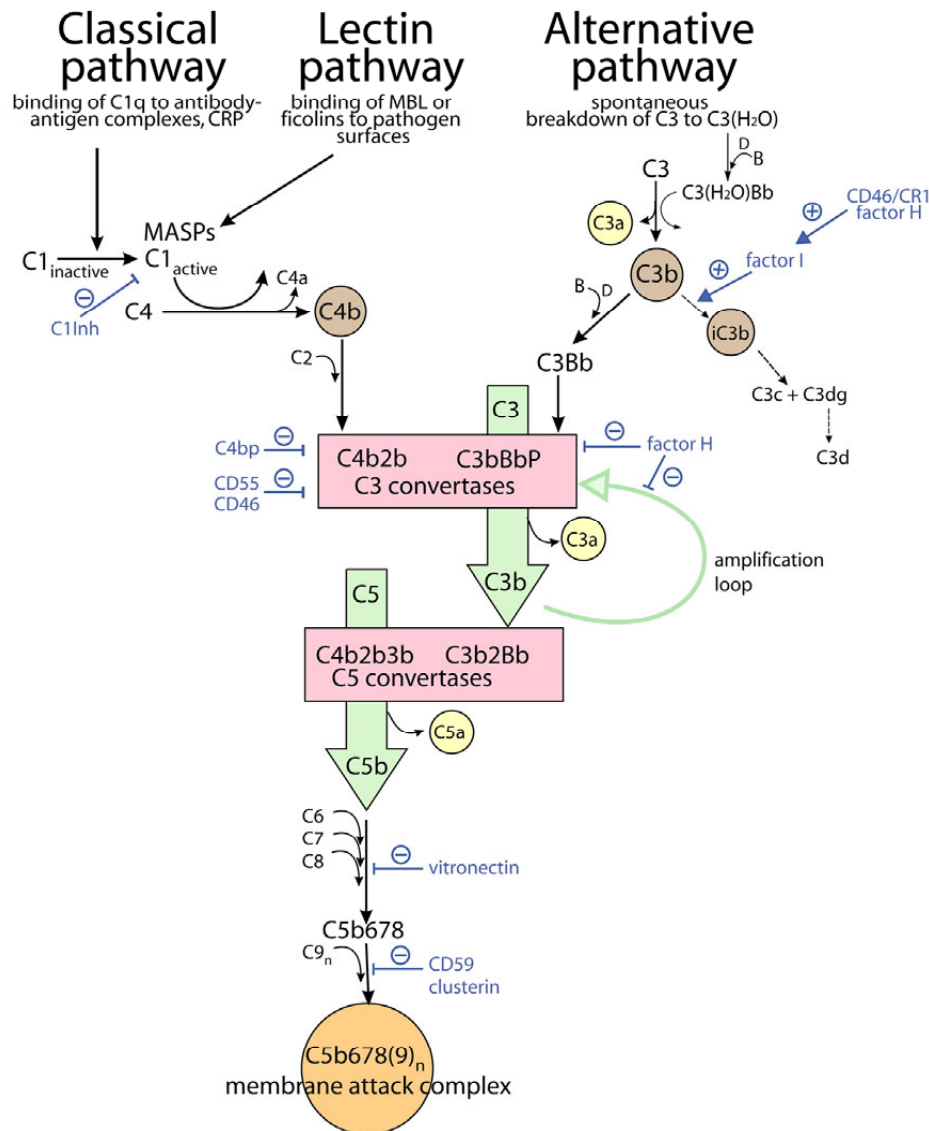 Classical
pathway
binding of C1q to antibody-
antigen complexes, CRP
Lectin
pathway
binding of MBL or
ficolins to pathogen
surfaces
Alternative
pathway
spontaneous
breakdown of C3 to C3(H₂O)
D
B
C3
C3(H₂O)Bb
C3a
CD46/CR1
factor H
⊕
MASPs
C1inactive
C1active
C3b
⊕
factor I
⊖
C1Inh
C4
C4a
C4b
B
D
iC3b
C2
C3Bb
C3c + C3dg
C3
C3d
C4bp
⊖
CD55
CD46
⊖
C4b2b
C3bBbP
C3 convertases
⊖
factor H
⊖
C3a
C3b
amplification
loop
C5
C4b2b3b
C3b2Bb
C5 convertases
C5a
C5b
C6
C7
C8
⊖
vitronectin
C5b678
C9n
⊖
CD59
clusterin
C5b678(9)n
membrane attack complex